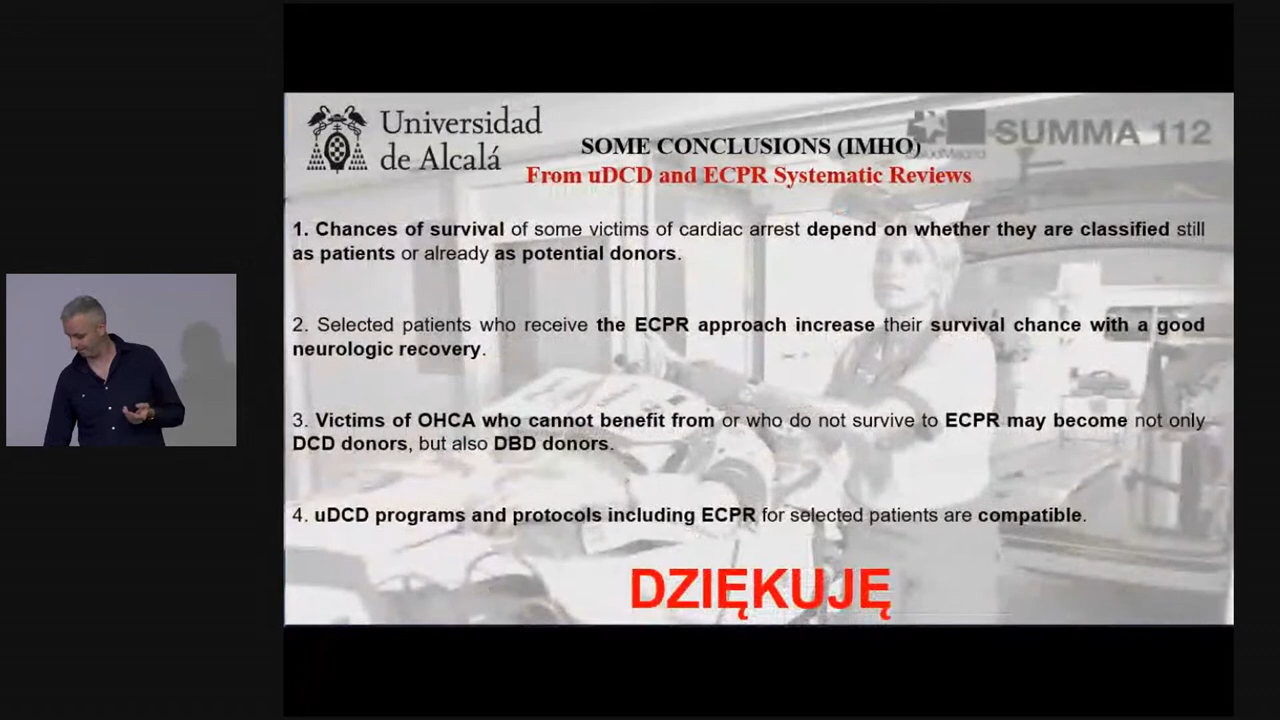 Universidad
de Alcalá
SUMMA 112
SaludMadrid
SOME CONCLUSIONS (IMHO)
From uDCD and ECPR Systematic Reviews
1. Chances of survival of some victims of cardiac arrest depend on whether they are classified still
as patients or already as potential donors.
2. Selected patients who receive the ECPR approach increase their survival chance with a good
neurologic recovery.
3. Victims of OHCA who cannot benefit from or who do not survive to ECPR may become not only
DCD donors, but also DBD donors.
4. uDCD programs and protocols including ECPR for selected patients are compatible.
DZIĘKUJĘ